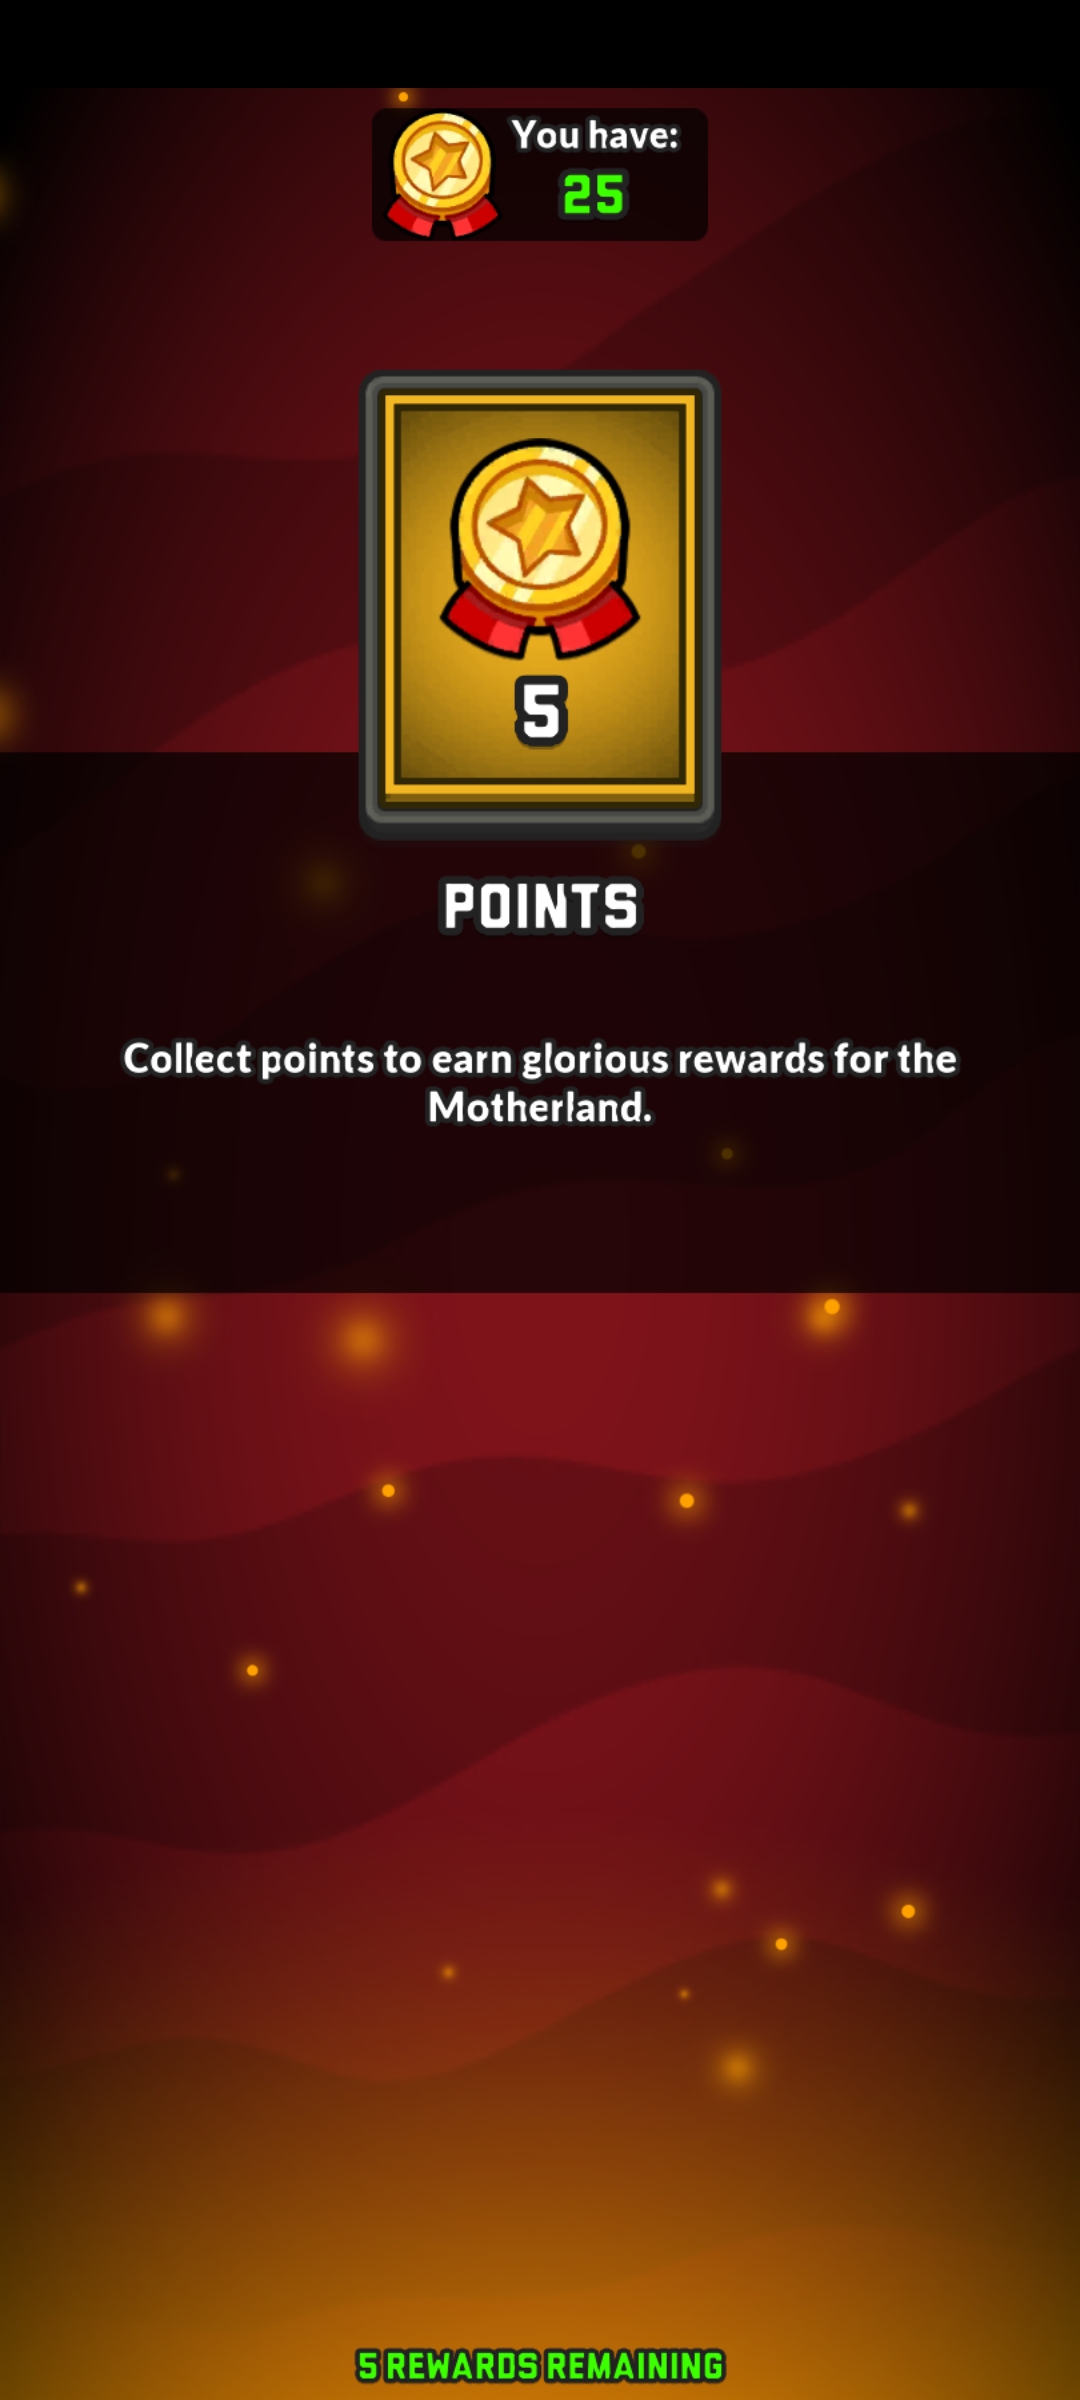 You have:
25
5
POINTS
Collect points to earn glorious rewards for the
Motherland.
5 REWARDS REMAINING